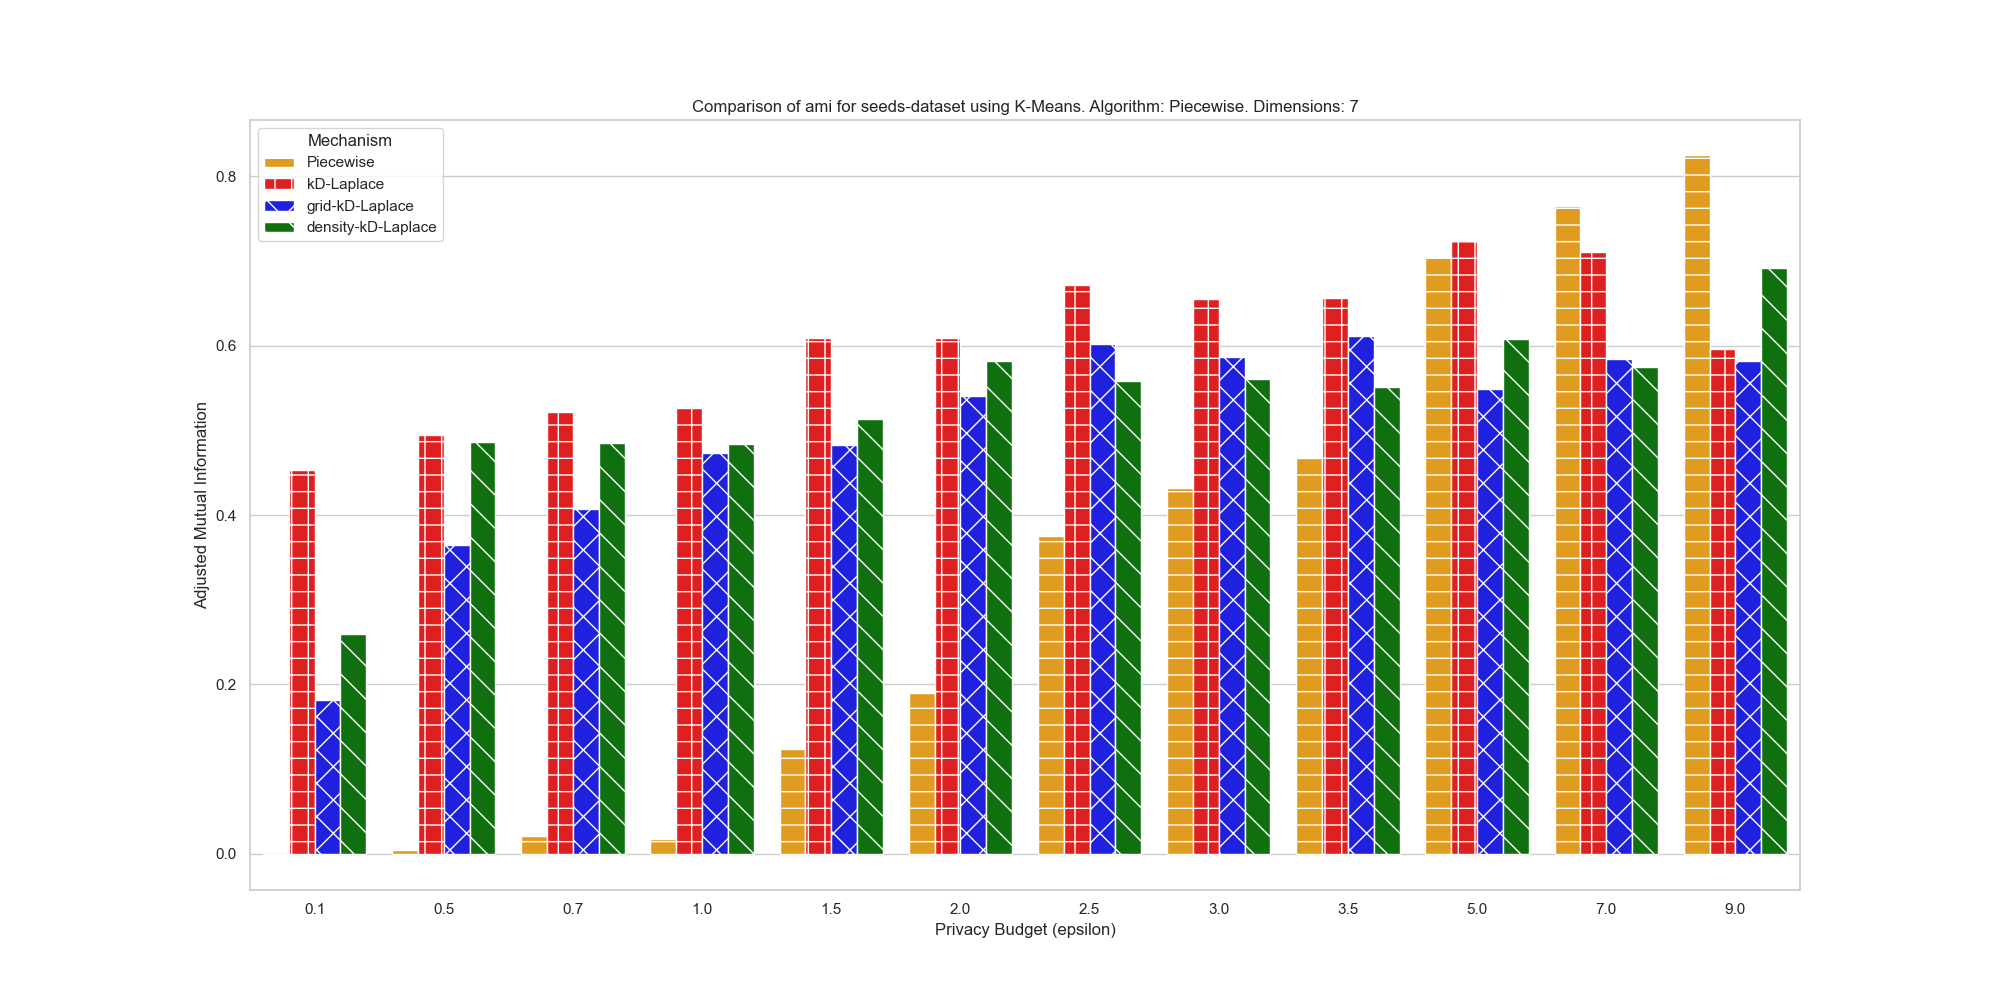 Comparison of ami for seeds-dataset using K-Means. Algorithm: Piecewise. Dimensions: 7
Mechanism
Piecewise
kD-Laplace
grid-kD-Laplace
density-kD-Laplace
Adjusted Mutual Information
0.8
0.6
0.4
0.2
0.0
0.1 0.5 0.7 1.0 1.5 2.0 2.5 3.0 3.5 5.0 7.0 9.0
Privacy Budget (epsilon)